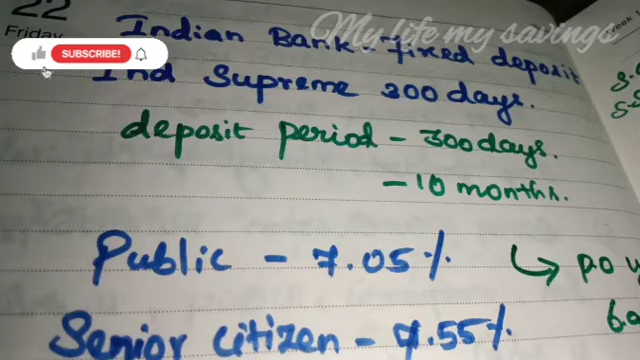 22
Friday
My life my savings
SUBSCRIBE!
Indian Bank - fixed deposit
Ind Supreme 300 days.
deposit period - 300 days.
- 10 months.
Public - 7.05%
Senior Citizen - 7.55%